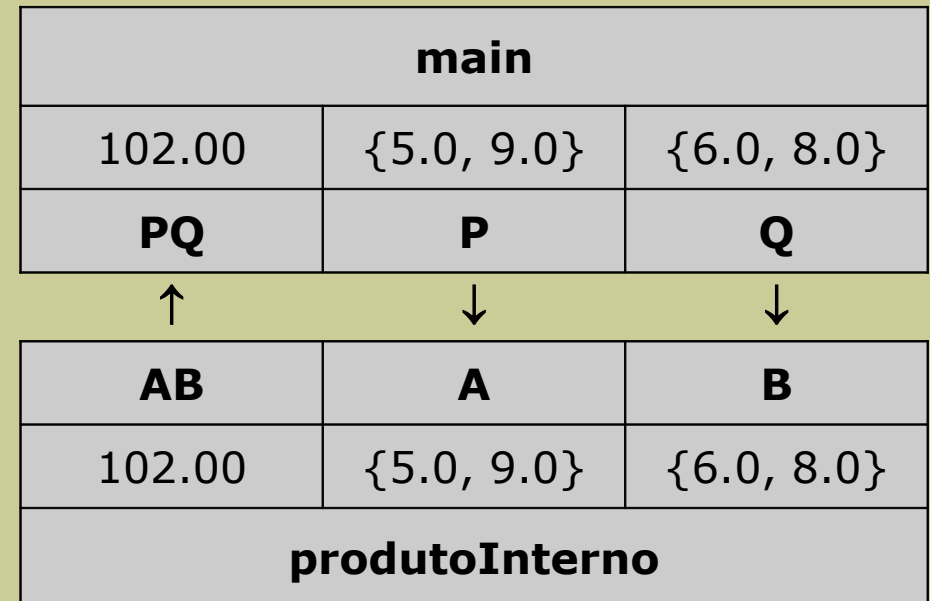 main
102.00 {5.0, 9.0} {6.0, 8.0}
PQ P Q
↑ ↓ ↓
AB A B
102.00 {5.0, 9.0} {6.0, 8.0}
produtoInterno